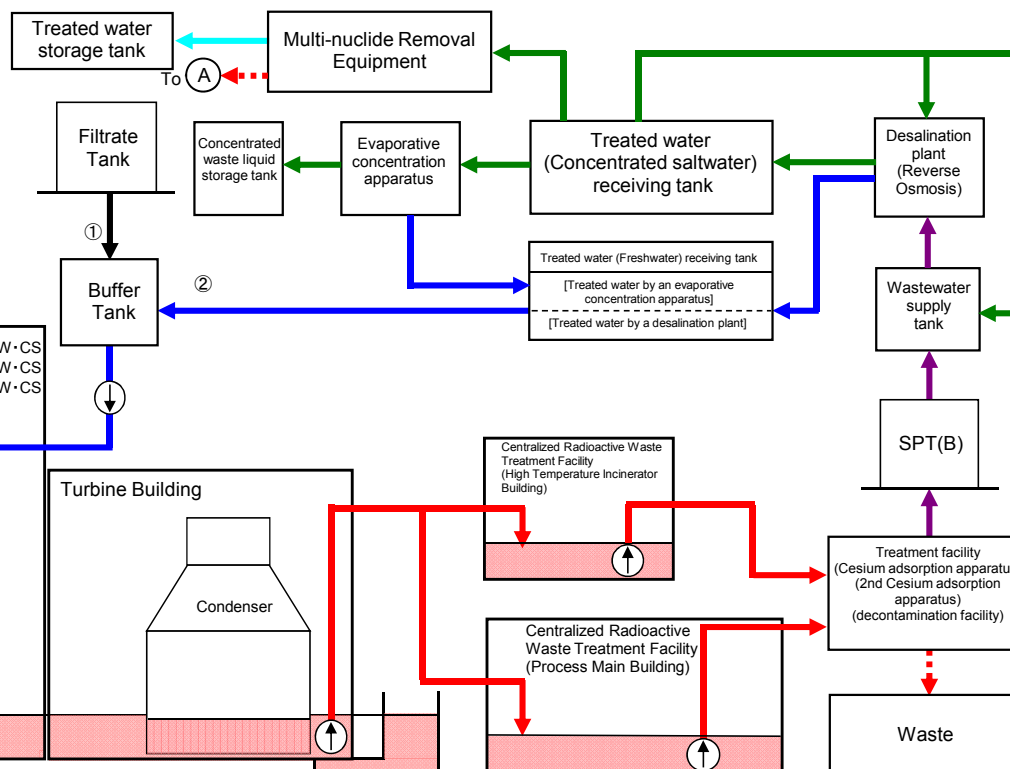 Treated water
storage tank
Multi-nuclide Removal
Equipment
To A
Filtrate
Tank
Concentrated
waste liquid
storage tank
Evaporative
concentration
apparatus
Treated water
(Concentrated saltwater)
receiving tank
Desalination
plant
(Reverse
Osmosis)
①
Buffer
Tank
②
Treated water (Freshwater) receiving tank
[Treated water by an evaporative
concentration apparatus]
[Treated water by a desalination plant]
Wastewater
supply
tank
W・CS
W・CS
W・CS
SPT(B)
Turbine Building
Condenser
Centralized Radioactive Waste
Treatment Facility
(High Temperature Incinerator
Building)
Treatment facility
(Cesium adsorption apparatu
(2nd Cesium adsorption
apparatus)
(decontamination facility)
Centralized Radioactive
Waste Treatment Facility
(Process Main Building)
Waste